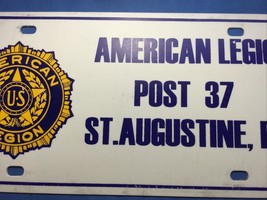 AMERICAN LEGIO
POST 37
ST.AUGUSTINE, F
AMERICAN
US
LEGION